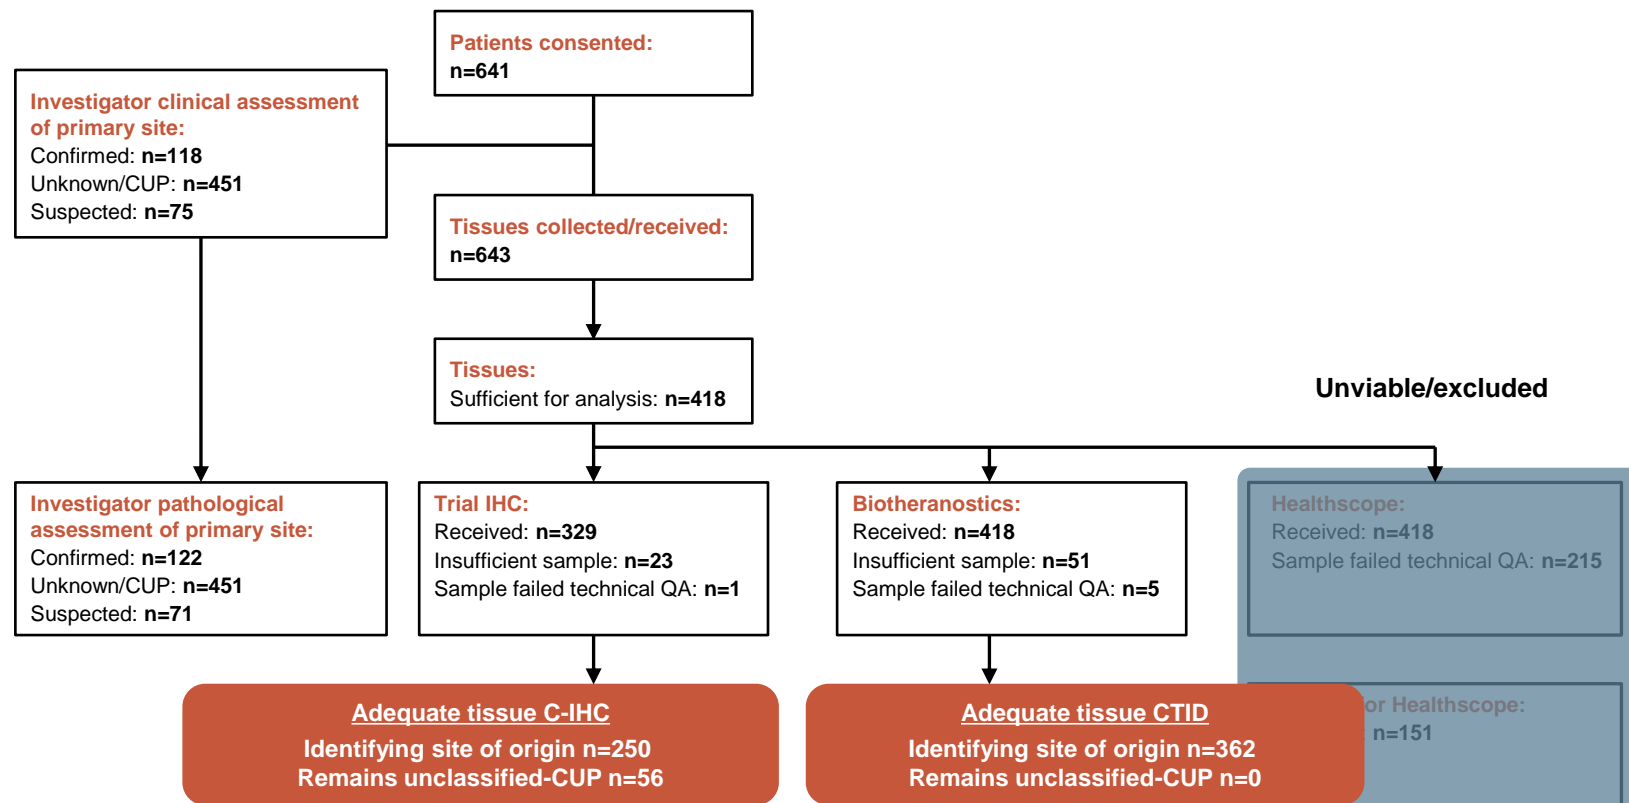 Patients consented:
n=641
Investigator clinical assessment
of primary site:
Confirmed: n=118
Unknown/CUP: n=451
Suspected: n=75
Tissues collected/received:
n=643
Tissues:
Sufficient for analysis: n=418
Unviable/excluded
Investigator pathological
assessment of primary site:
Confirmed: n=122
Unknown/CUP: n=451
Suspected: n=71
Trial IHC:
Received: n=329
Insufficient sample: n=23
Sample failed technical QA: n=1
Biotheranostics:
Received: n=418
Insufficient sample: n=51
Sample failed technical QA: n=5
Healthscope:
Received: n=418
Sample failed technical QA: n=215
Adequate tissue C-IHC
Identifying site of origin n=250
Remains unclassified-CUP n=56
Adequate tissue CTID
Identifying site of origin n=362
Remains unclassified-CUP n=0
or Healthscope:
n=151